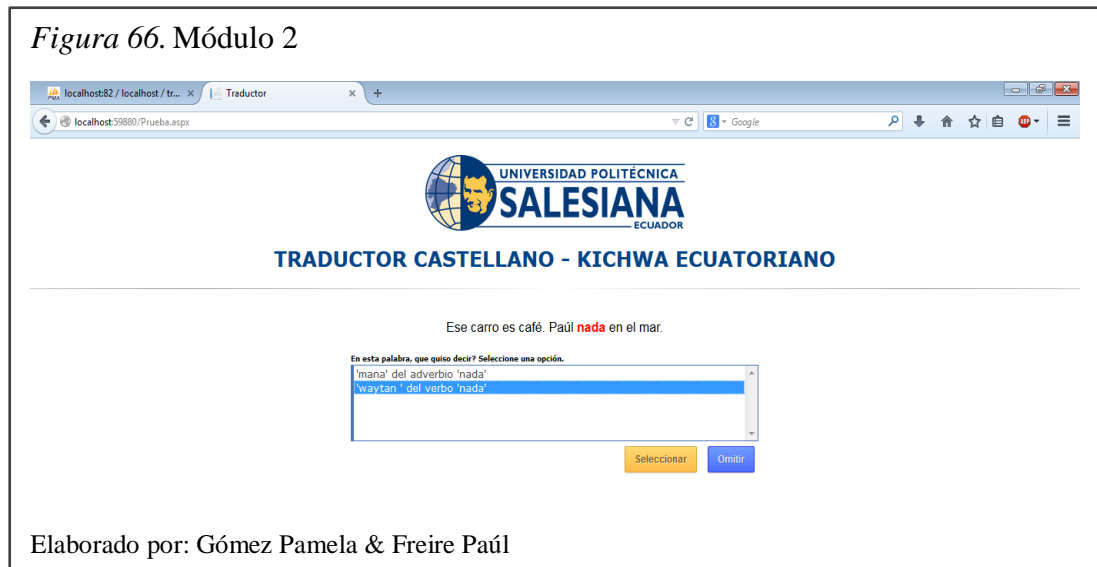 Figura 66. Módulo 2
localhost:82 / localhost / tr... × Traductor × +
localhost:59880/Prueba.aspx Google
UNIVERSIDAD POLITÉCNICA
SALESIANA
ECUADOR
TRADUCTOR CASTELLANO - KICHWA ECUATORIANO
Ese carro es café. Paúl nada en el mar.
En esta palabra, que quiso decir? Seleccione una opción.
'mana' del adverbio 'nada'
'waytan ' del verbo 'nada'
Seleccionar Omitir
Elaborado por: Gómez Pamela & Freire Paúl